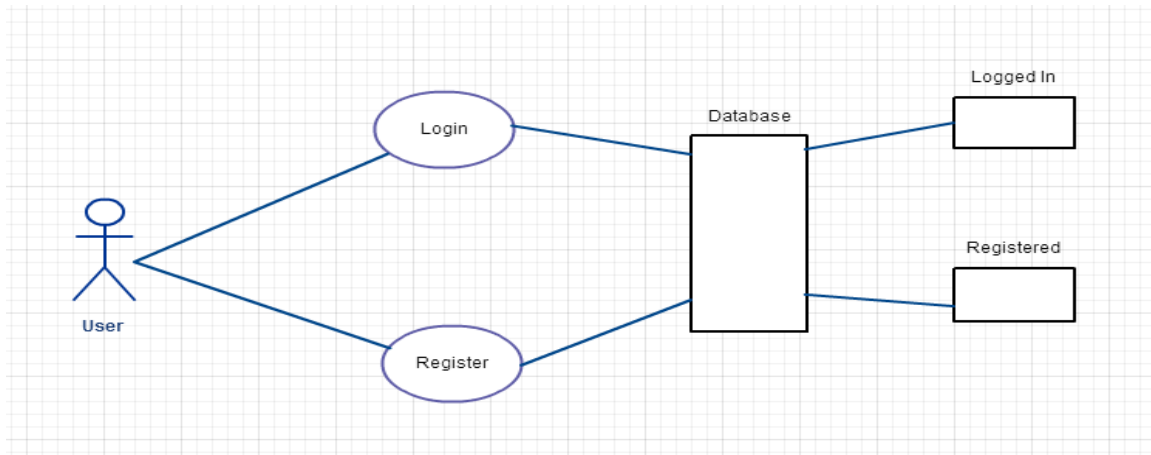 Logged In
Database
Login
Registered
User
Register